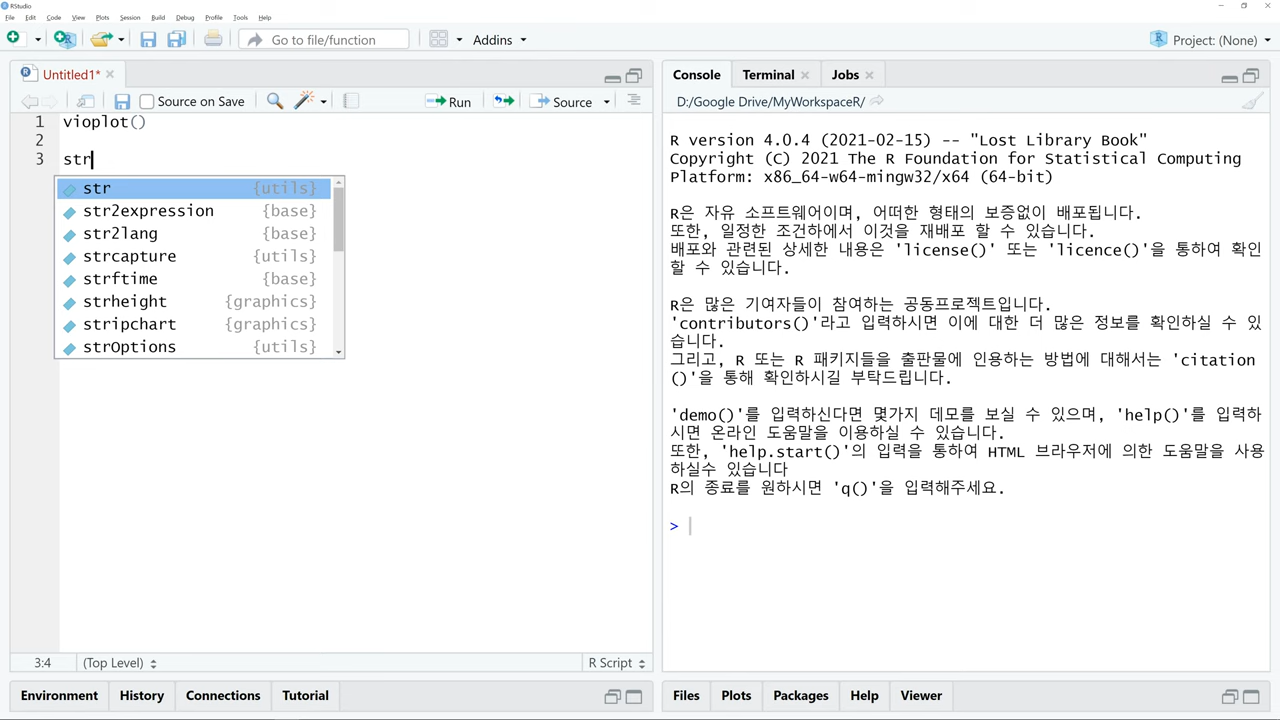 RStudio
File Edit Code View Plots Session Build Debug Profile Tools Help
Go to file/function Addins Project: (None)
Untitled1*
Source on Save Run Source
1 vioplot()
2
3 str
str {utils}
str2expression {base}
str2lang {base}
strcapture {utils}
strftime {base}
strheight {graphics}
stripchart {graphics}
strOptions {utils}
3:4 (Top Level) R Script
Environment History Connections Tutorial
Console Terminal Jobs
D:/Google Drive/MyWorkspaceR/
R version 4.0.4 (2021-02-15) -- "Lost Library Book"
Copyright (C) 2021 The R Foundation for Statistical Computing
Platform: x86_64-w64-mingw32/x64 (64-bit)
R은 자유 소프트웨어이며, 어떠한 형태의 보증없이 배포됩니다.
또한, 일정한 조건하에서 이것을 재배포 할 수 있습니다.
배포와 관련된 상세한 내용은 'license()' 또는 'licence()'을 통하여 확인
할 수 있습니다.
R은 많은 기여자들이 참여하는 공동프로젝트입니다.
'contributors()'라고 입력하시면 이에 대한 더 많은 정보를 확인하실 수 있
습니다.
그리고, R 또는 R 패키지들을 출판물에 인용하는 방법에 대해서는 'citation
()'을 통해 확인하시길 부탁드립니다.
'demo()'를 입력하신다면 몇가지 데모를 보실 수 있으며, 'help()'를 입력하
시면 온라인 도움말을 이용하실 수 있습니다.
또한, 'help.start()'의 입력을 통하여 HTML 브라우저에 의한 도움말을 사용
하실수 있습니다
R의 종료를 원하시면 'q()'을 입력해주세요.
>
Files Plots Packages Help Viewer